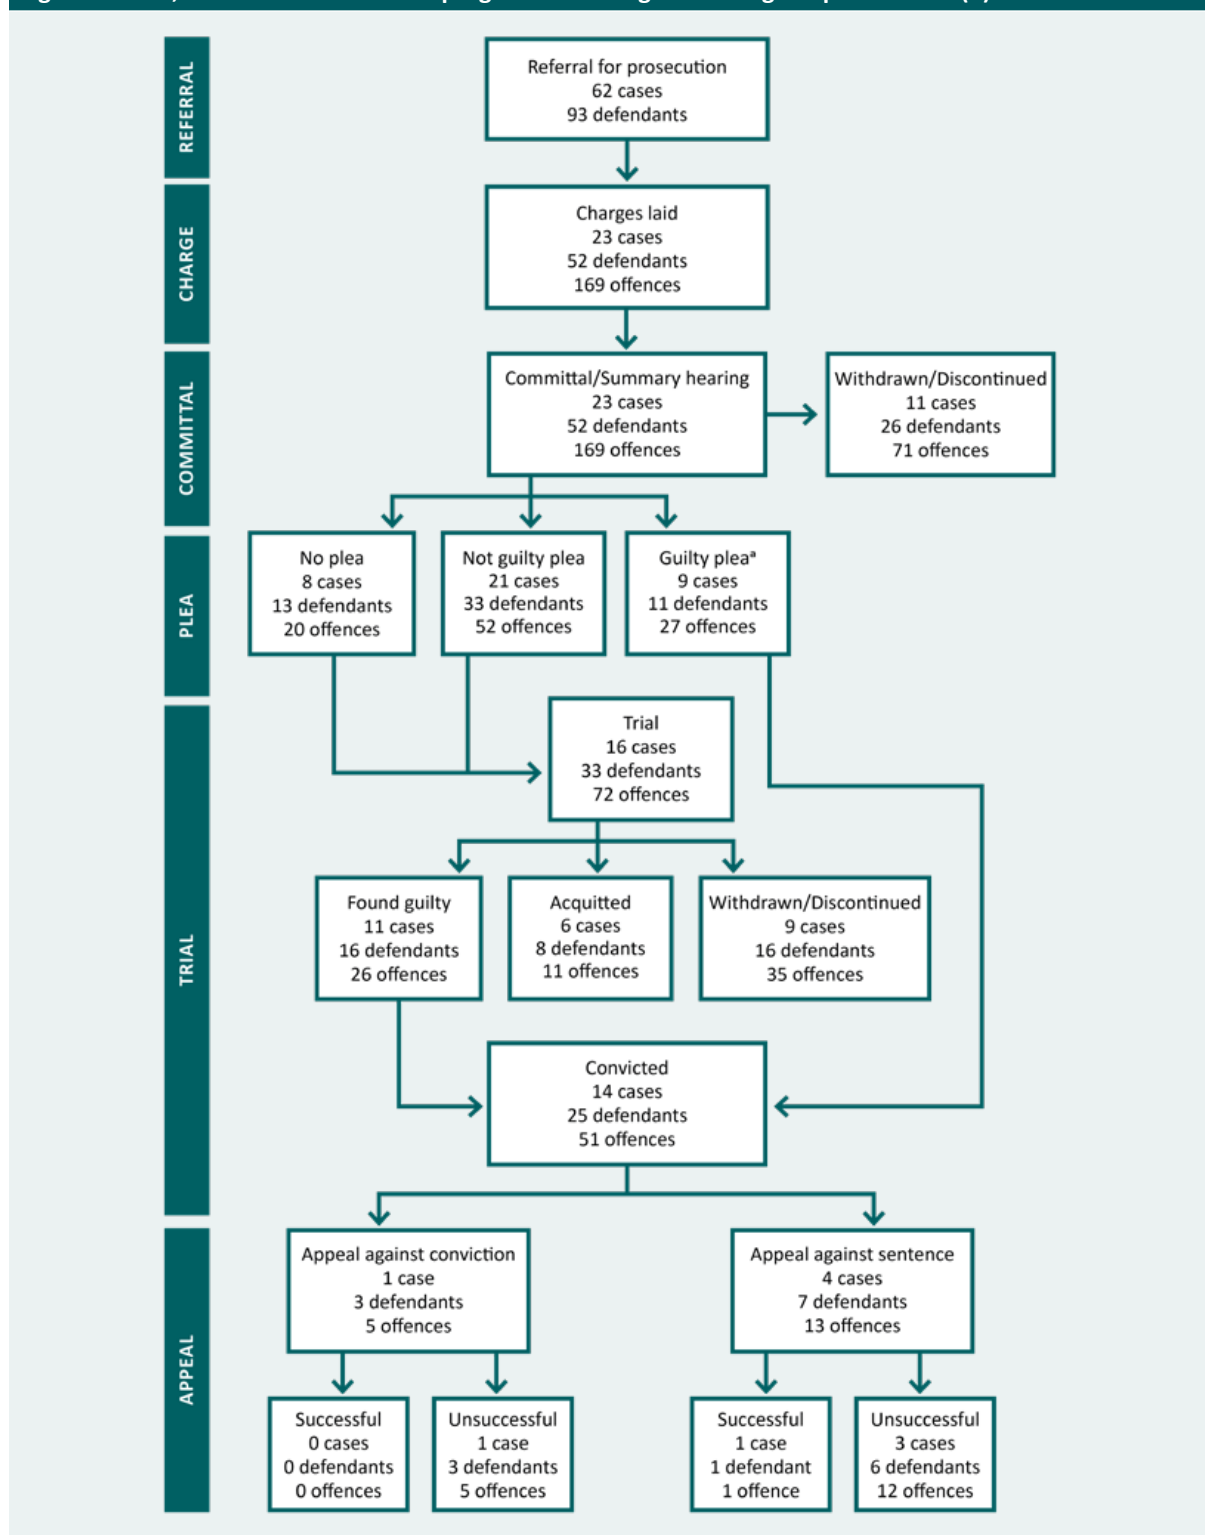 REFERRAL
Referral for prosecution
62 cases
93 defendants
CHARGE
Charges laid
23 cases
52 defendants
169 offences
COMMITTAL
Committal/Summary hearing
23 cases
52 defendants
169 offences
Withdrawn/Discontinued
11 cases
26 defendants
71 offences
PLEA
No plea
8 cases
13 defendants
20 offences
Not guilty plea
21 cases
33 defendants
52 offences
Guilty pleaᵃ
9 cases
11 defendants
27 offences
TRIAL
Trial
16 cases
33 defendants
72 offences
Found guilty
11 cases
16 defendants
26 offences
Acquitted
6 cases
8 defendants
11 offences
Withdrawn/Discontinued
9 cases
16 defendants
35 offences
Convicted
14 cases
25 defendants
51 offences
APPEAL
Appeal against conviction
1 case
3 defendants
5 offences
Appeal against sentence
4 cases
7 defendants
13 offences
Successful
0 cases
0 defendants
0 offences
Unsuccessful
1 case
3 defendants
5 offences
Successful
1 case
1 defendant
1 offence
Unsuccessful
3 cases
6 defendants
12 offences